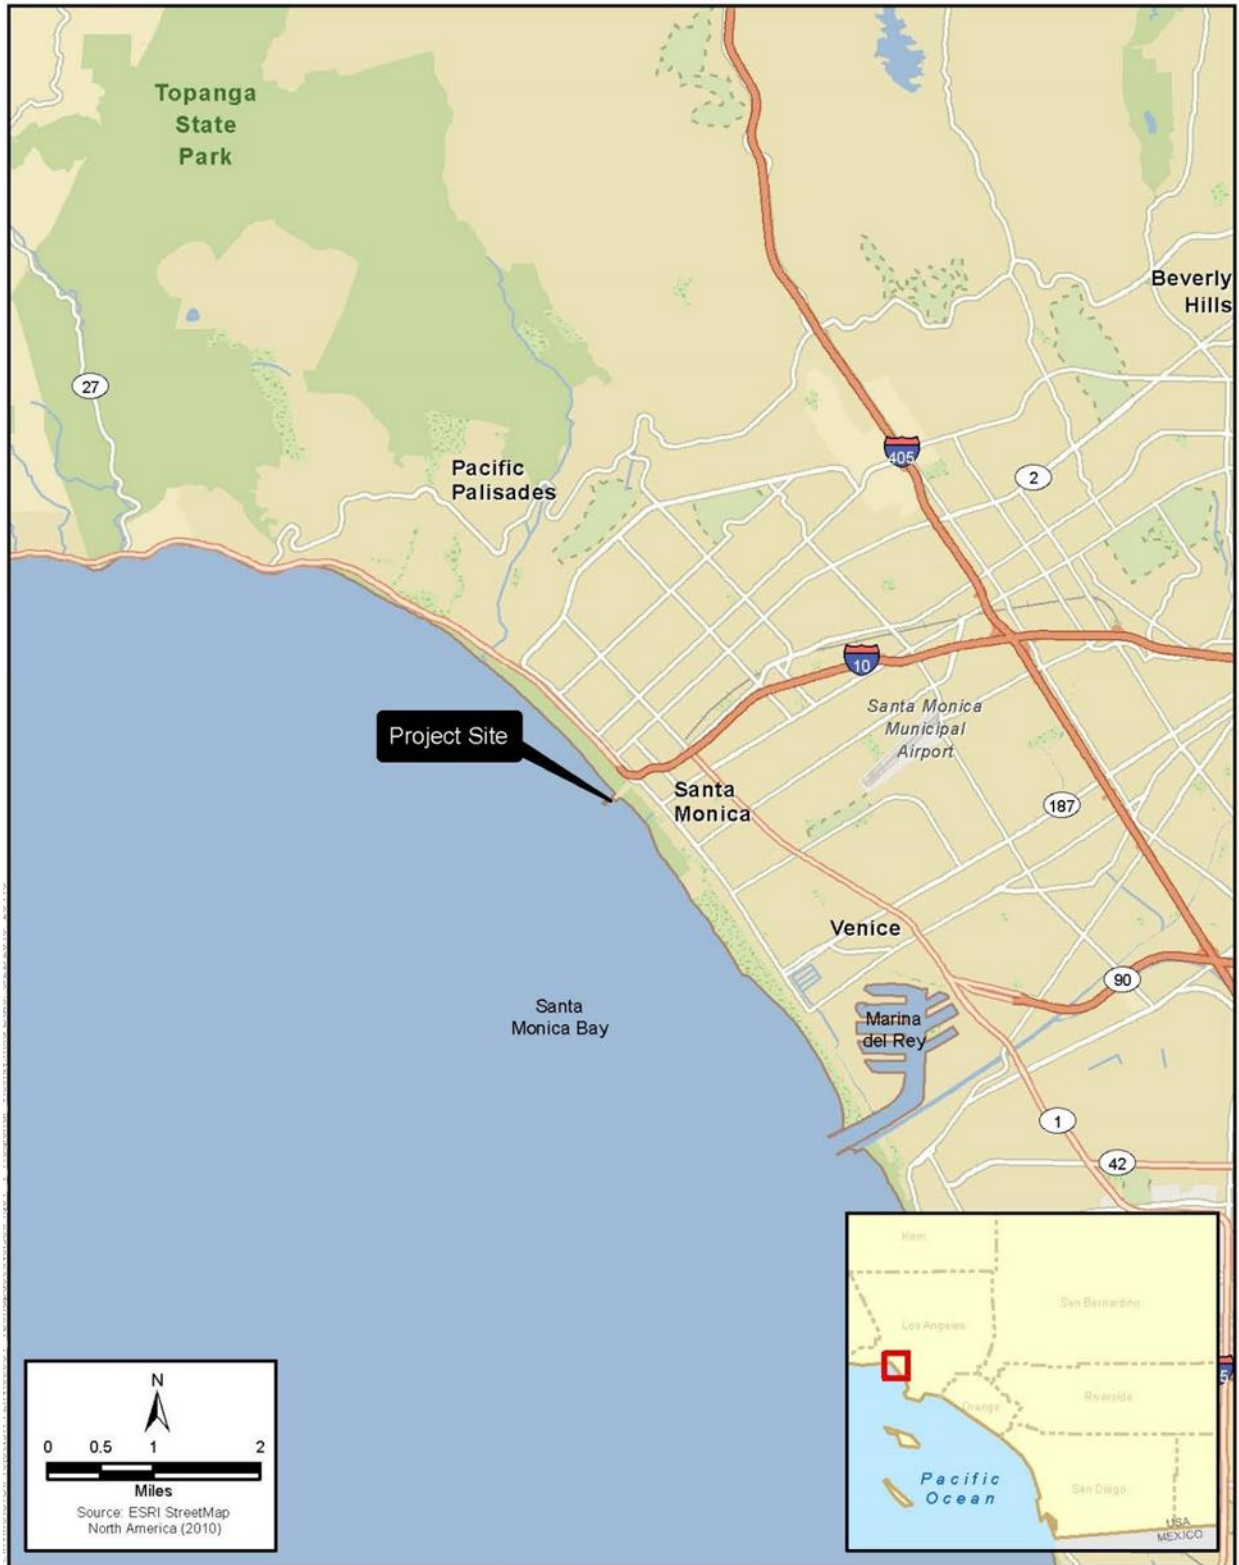 Topanga
State
Park
Beverly
Hills
27
405
2
Pacific
Palisades
10
Santa Monica
Municipal
Airport
Project Site
Santa
Monica
187
Venice
90
Santa
Monica Bay
Marina
del Rey
1
42
N
0 0.5 1 2
Miles
Source: ESRI StreetMap
North America (2010)
Kern
San Bernardino
Los Angeles
Orange
Riverside
San Diego
Pacific
Ocean
USA
MEXICO
5